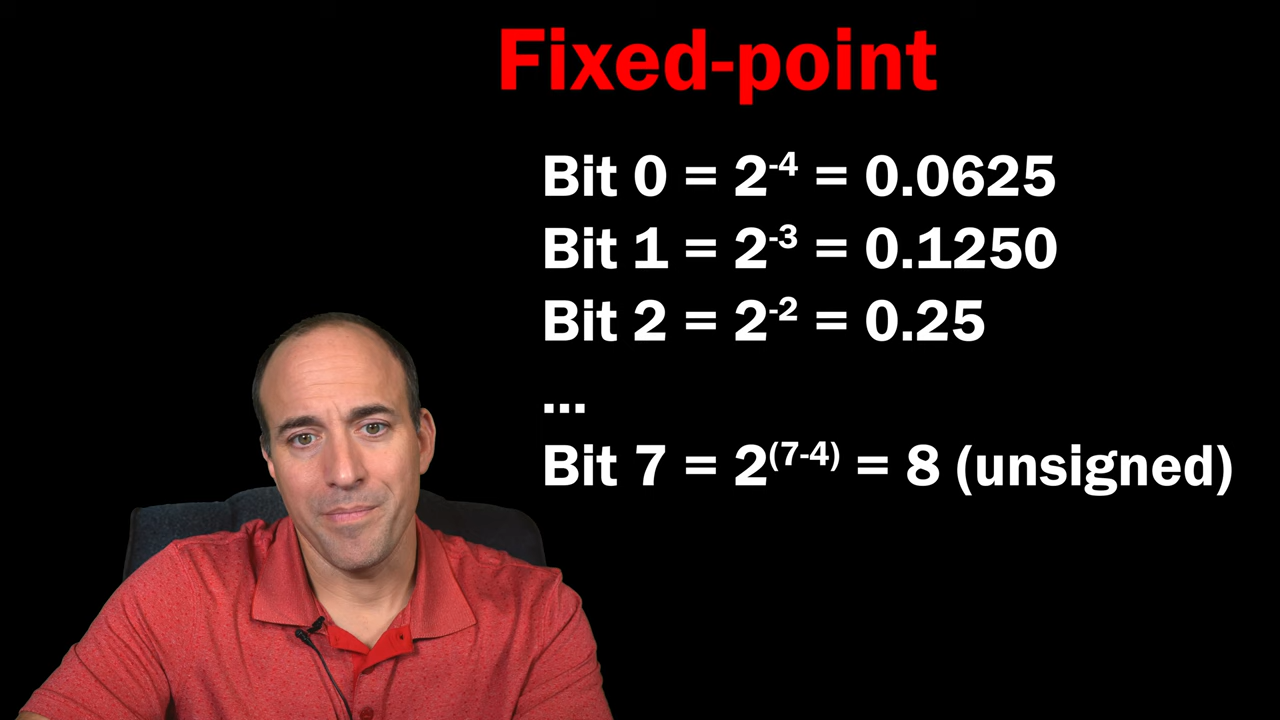 Fixed-point
Bit 0 = 2⁻⁴ = 0.0625
Bit 1 = 2⁻³ = 0.1250
Bit 2 = 2⁻² = 0.25
...
Bit 7 = 2⁽⁷⁻⁴⁾ = 8 (unsigned)